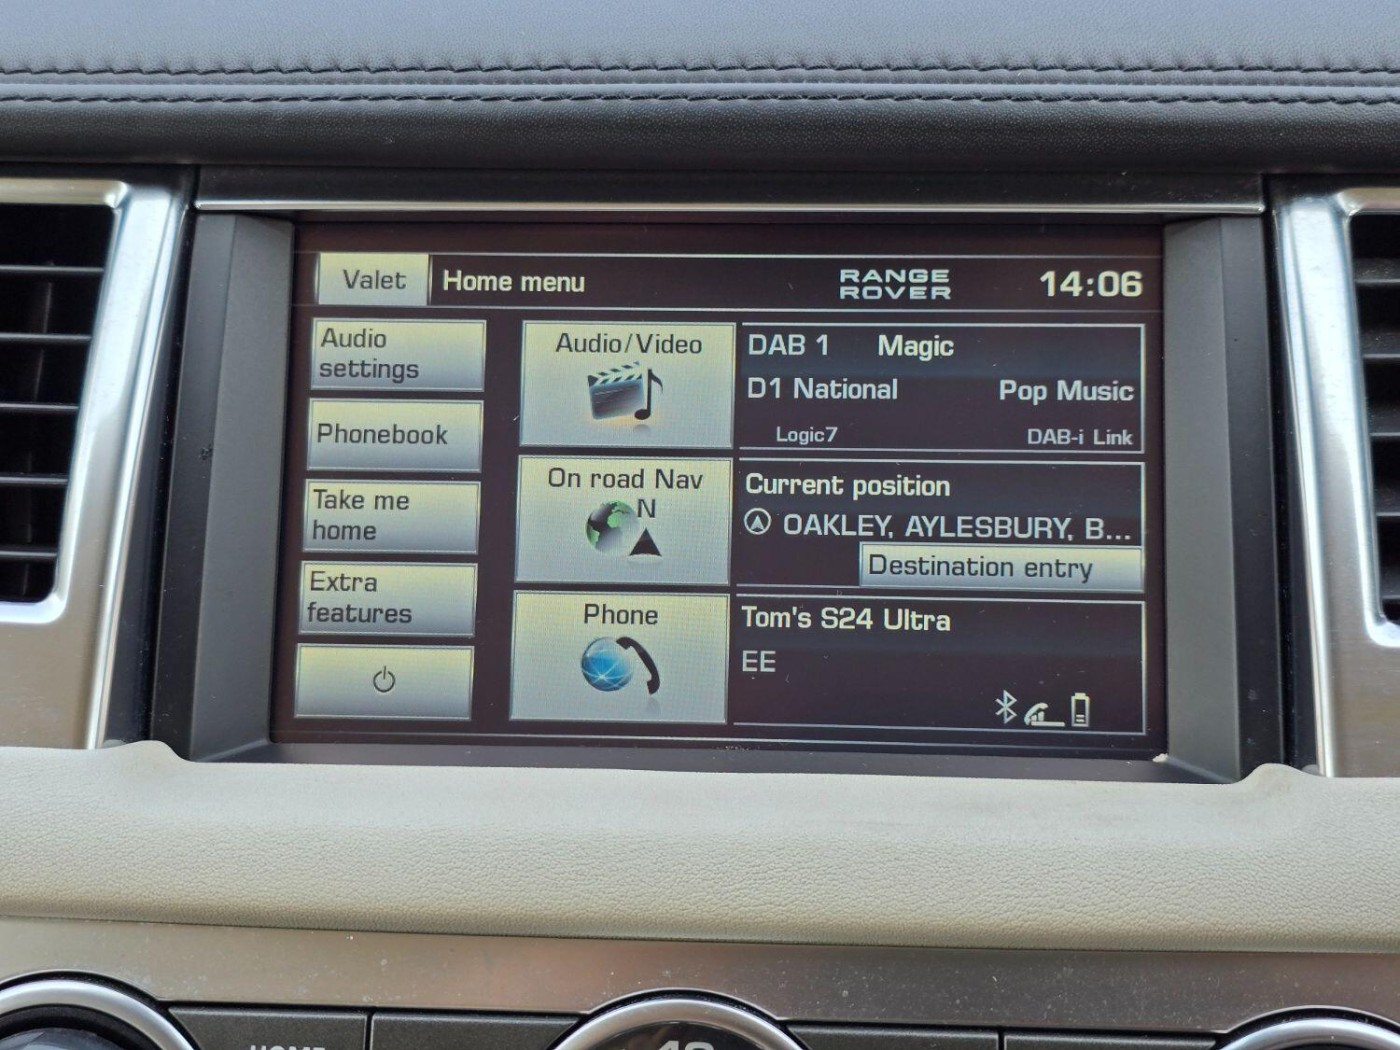 Valet
Home menu
RANGE
ROVER
14:06
Audio
settings
Phonebook
Take me
home
Extra
features
Audio/Video
On road Nav
N
Phone
DAB 1 Magic
D1 National Pop Music
Logic7 DAB-i Link
Current position
OAKLEY, AYLESBURY, B...
Destination entry
Tom's S24 Ultra
EE
HOME